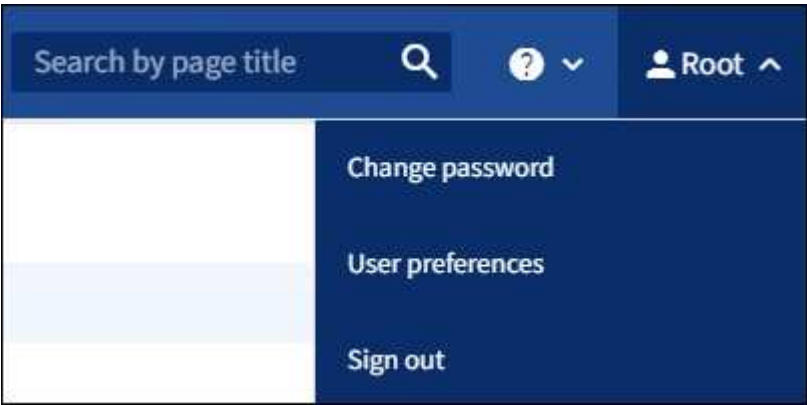 Search by page title
Root
Change password
User preferences
Sign out